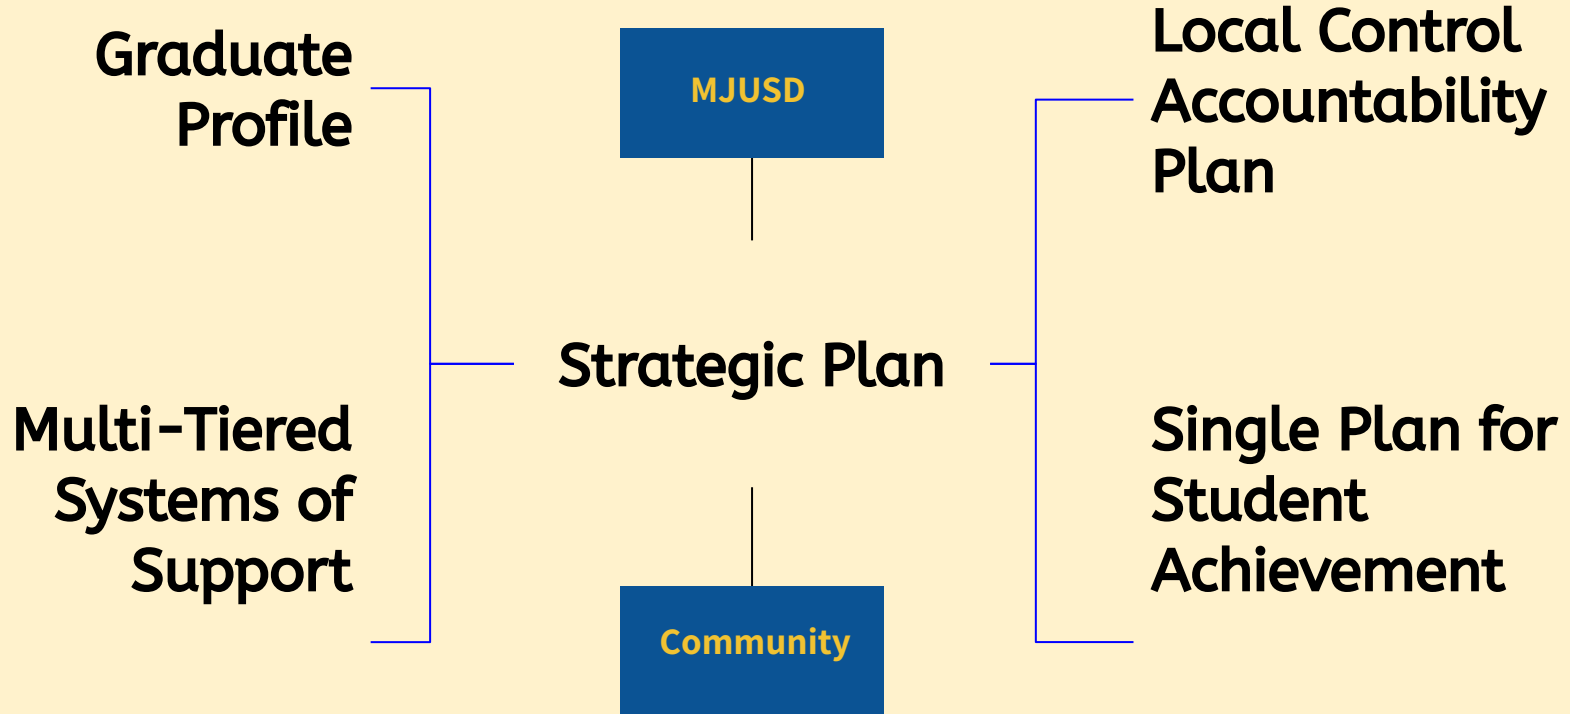 Graduate
Profile
MJUSD
Local Control
Accountability
Plan
Strategic Plan
Multi-Tiered
Systems of
Support
Single Plan for
Student
Achievement
Community